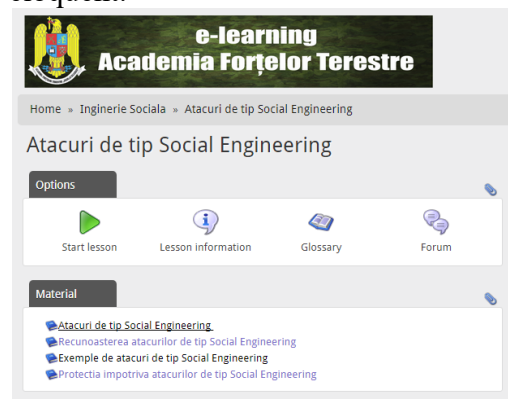 e-learning
Academia Forțelor Terestre
Home » Inginerie Sociala » Atacuri de tip Social Engineering
Atacuri de tip Social Engineering
Options
Start lesson Lesson information Glossary Forum
Material
Atacuri de tip Social Engineering
Recunoasterea atacurilor de tip Social Engineering
Exemple de atacuri de tip Social Engineering
Protectia impotriva atacurilor de tip Social Engineering